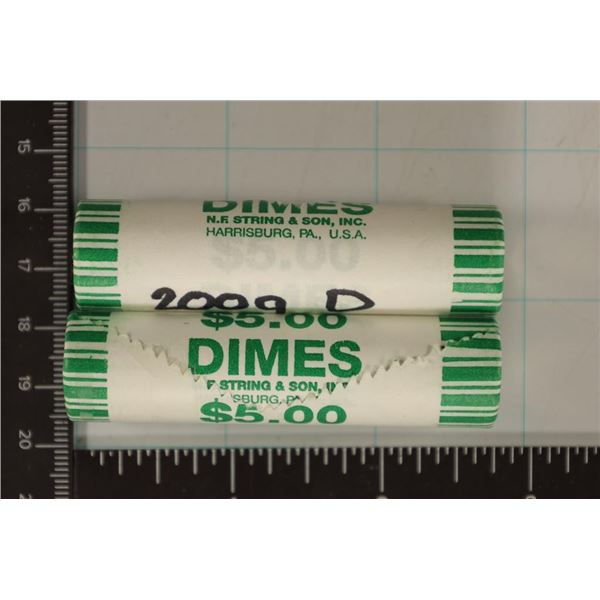 DIMES
N.F. STRING & SON, INC.
HARRISBURG, PA., U.S.A.
$5.00
2009 D
$5.00
DIMES
F STRING & SON, IN
SBURG, P
$5.00
15
16
17
18
19
20